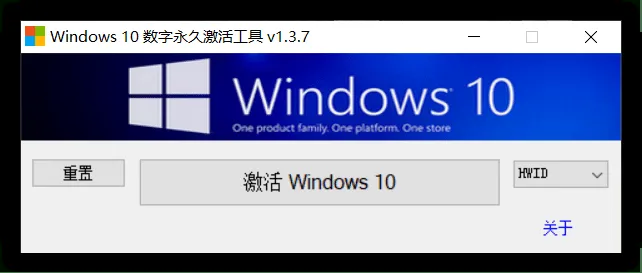 Windows 10 数字永久激活工具 v1.3.7
Windows 10
One product family. One platform. One store
重置
激活 Windows 10
HWID
关于